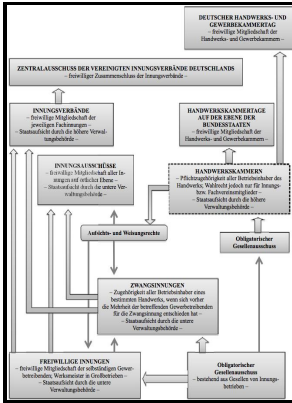 DEUTSCHER HANDWERKS- UND
GEWERBEKAMMERTAG
– freiwillige Mitgliedschaft der
Handwerks- und Gewerbekammern –
ZENTRALAUSSCHUSS DER VEREINIGTEN INNUNGSVERBÄNDE DEUTSCHLANDS
– freiwilliger Zusammenschluss der Innungsverbände –
INNUNGSVERBÄNDE
– freiwillige Mitgliedschaft der
jeweiligen Fachinnungen –
– Staatsaufsicht durch die höhere Verwal-
tungsbehörde –
HANDWERKSKAMMERTAGE
AUF DER EBENE DER
BUNDESSTAATEN
– freiwillige Mitgliedschaft der
Handwerks- und Gewerbekammern –
INNUNGSAUSSCHÜSSE
– freiwillige Mitgliedschaft aller In-
nungen auf örtlicher Ebene –
– Staatsaufsicht durch die untere Ver-
waltungsbehörde –
HANDWERKSKAMMERN
– Pflichtzugehörigkeit aller Betriebsinhaber des
Handwerks; Wahlrecht jedoch nur für Innungs-
bzw. Fachvereinsmitglieder –
– Staatsaufsicht durch die höhere
Verwaltungsbehörde –
Aufsichts- und Weisungsrechte
Obligatorischer
Gesellenausschuss
ZWANGSINNUNGEN
– Zugehörigkeit aller Betriebsinhaber eines
bestimmten Handwerks, wenn sich vorher
die Mehrheit der betreffenden Gewerbetreibenden
für die Zwangsinnung entschieden hat –
– Staatsaufsicht durch die untere
Verwaltungsbehörde –
FREIWILLIGE INNUNGEN
– freiwillige Mitgliedschaft der selbständigen Gewer-
betreibenden, Werkmeister in Großbetrieben –
– Staatsaufsicht durch die untere
Verwaltungsbehörde –
Obligatorischer
Gesellenausschuss
– bestehend aus Gesellen von Innungs-
betrieben –